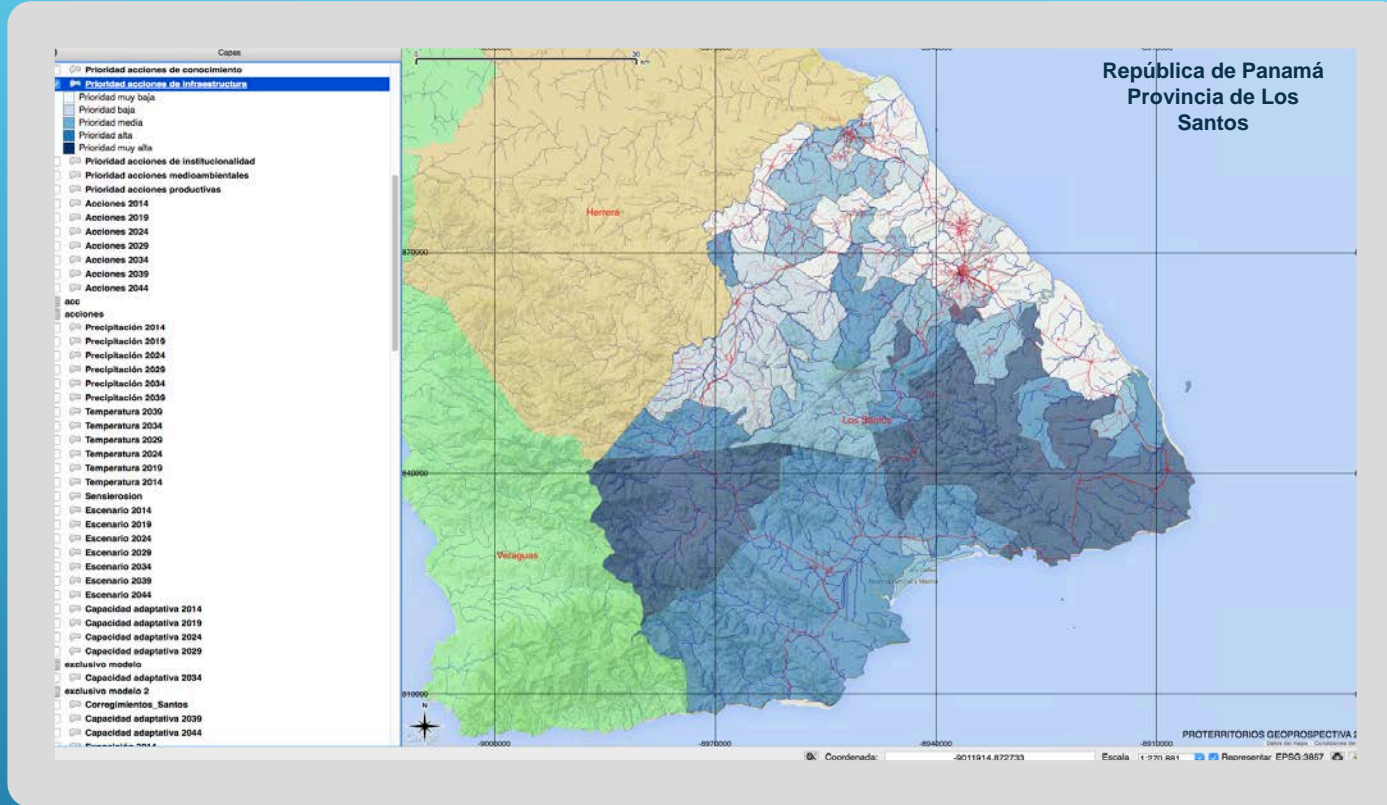 Capas
Prioridad acciones de conocimiento
Prioridad acciones de infraestructura
Prioridad muy baja
Prioridad baja
Prioridad media
Prioridad alta
Prioridad muy alta
Prioridad acciones de institucionalidad
Prioridad acciones medioambientales
Prioridad acciones productivas
Acciones 2014
Acciones 2019
Acciones 2024
Acciones 2029
Acciones 2034
Acciones 2039
Acciones 2044
acc
acciones
Precipitación 2014
Precipitación 2019
Precipitación 2024
Precipitación 2029
Precipitación 2034
Precipitación 2039
Temperatura 2039
Temperatura 2034
Temperatura 2029
Temperatura 2024
Temperatura 2019
Temperatura 2014
Sensierosion
Escenario 2014
Escenario 2019
Escenario 2024
Escenario 2029
Escenario 2034
Escenario 2039
Escenario 2044
Capacidad adaptativa 2014
Capacidad adaptativa 2019
Capacidad adaptativa 2024
Capacidad adaptativa 2029
exclusivo modelo
Capacidad adaptativa 2034
exclusivo modelo 2
Corregimientos_Santos
Capacidad adaptativa 2039
Capacidad adaptativa 2044
República de Panamá
Provincia de Los
Santos
0 30
km
Herrera
870000
Los Santos
840000
Veraguas
810000
N
-9000000 -8970000 -8940000 -8910000
PROTERRITORIOS GEOPROSPECTIVA 2
Coordenada: -9011914.872733 Escala 1:270.881 Representar EPSG:3857